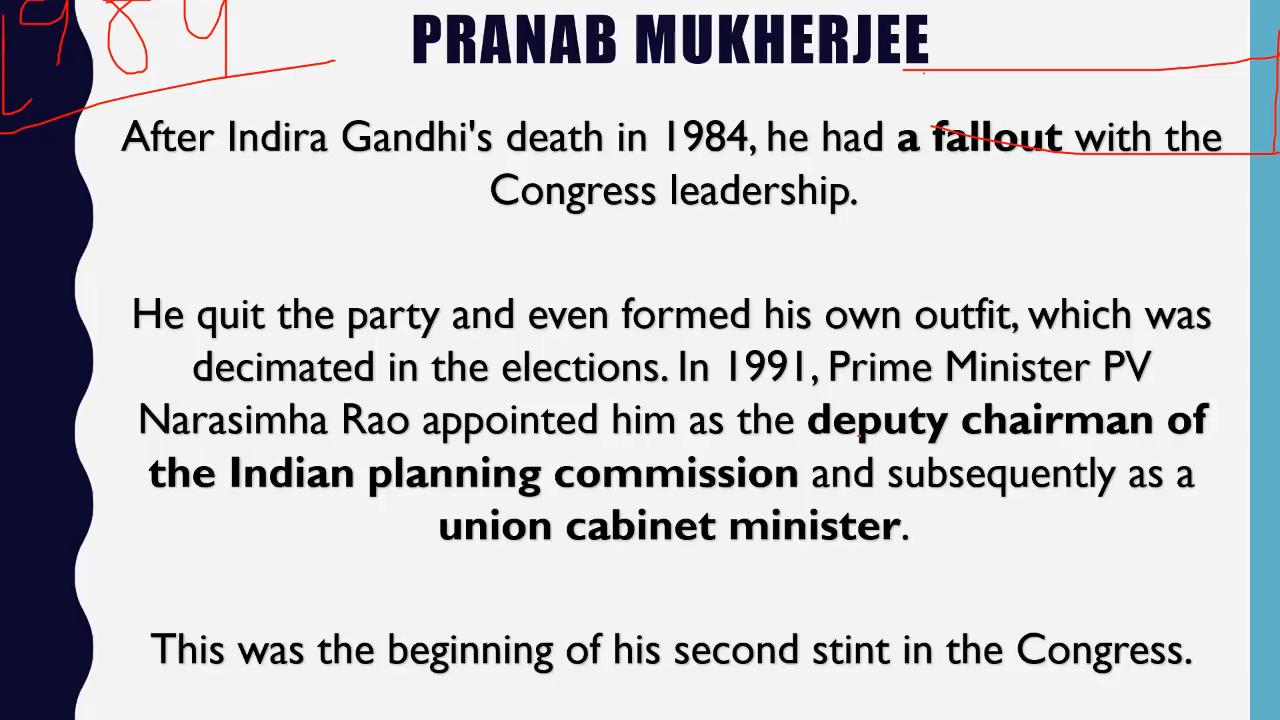 1984
PRANAB MUKHERJEE
After Indira Gandhi's death in 1984, he had a fallout with the
Congress leadership.
He quit the party and even formed his own outfit, which was
decimated in the elections. In 1991, Prime Minister PV
Narasimha Rao appointed him as the deputy chairman of
the Indian planning commission and subsequently as a
union cabinet minister.
This was the beginning of his second stint in the Congress.